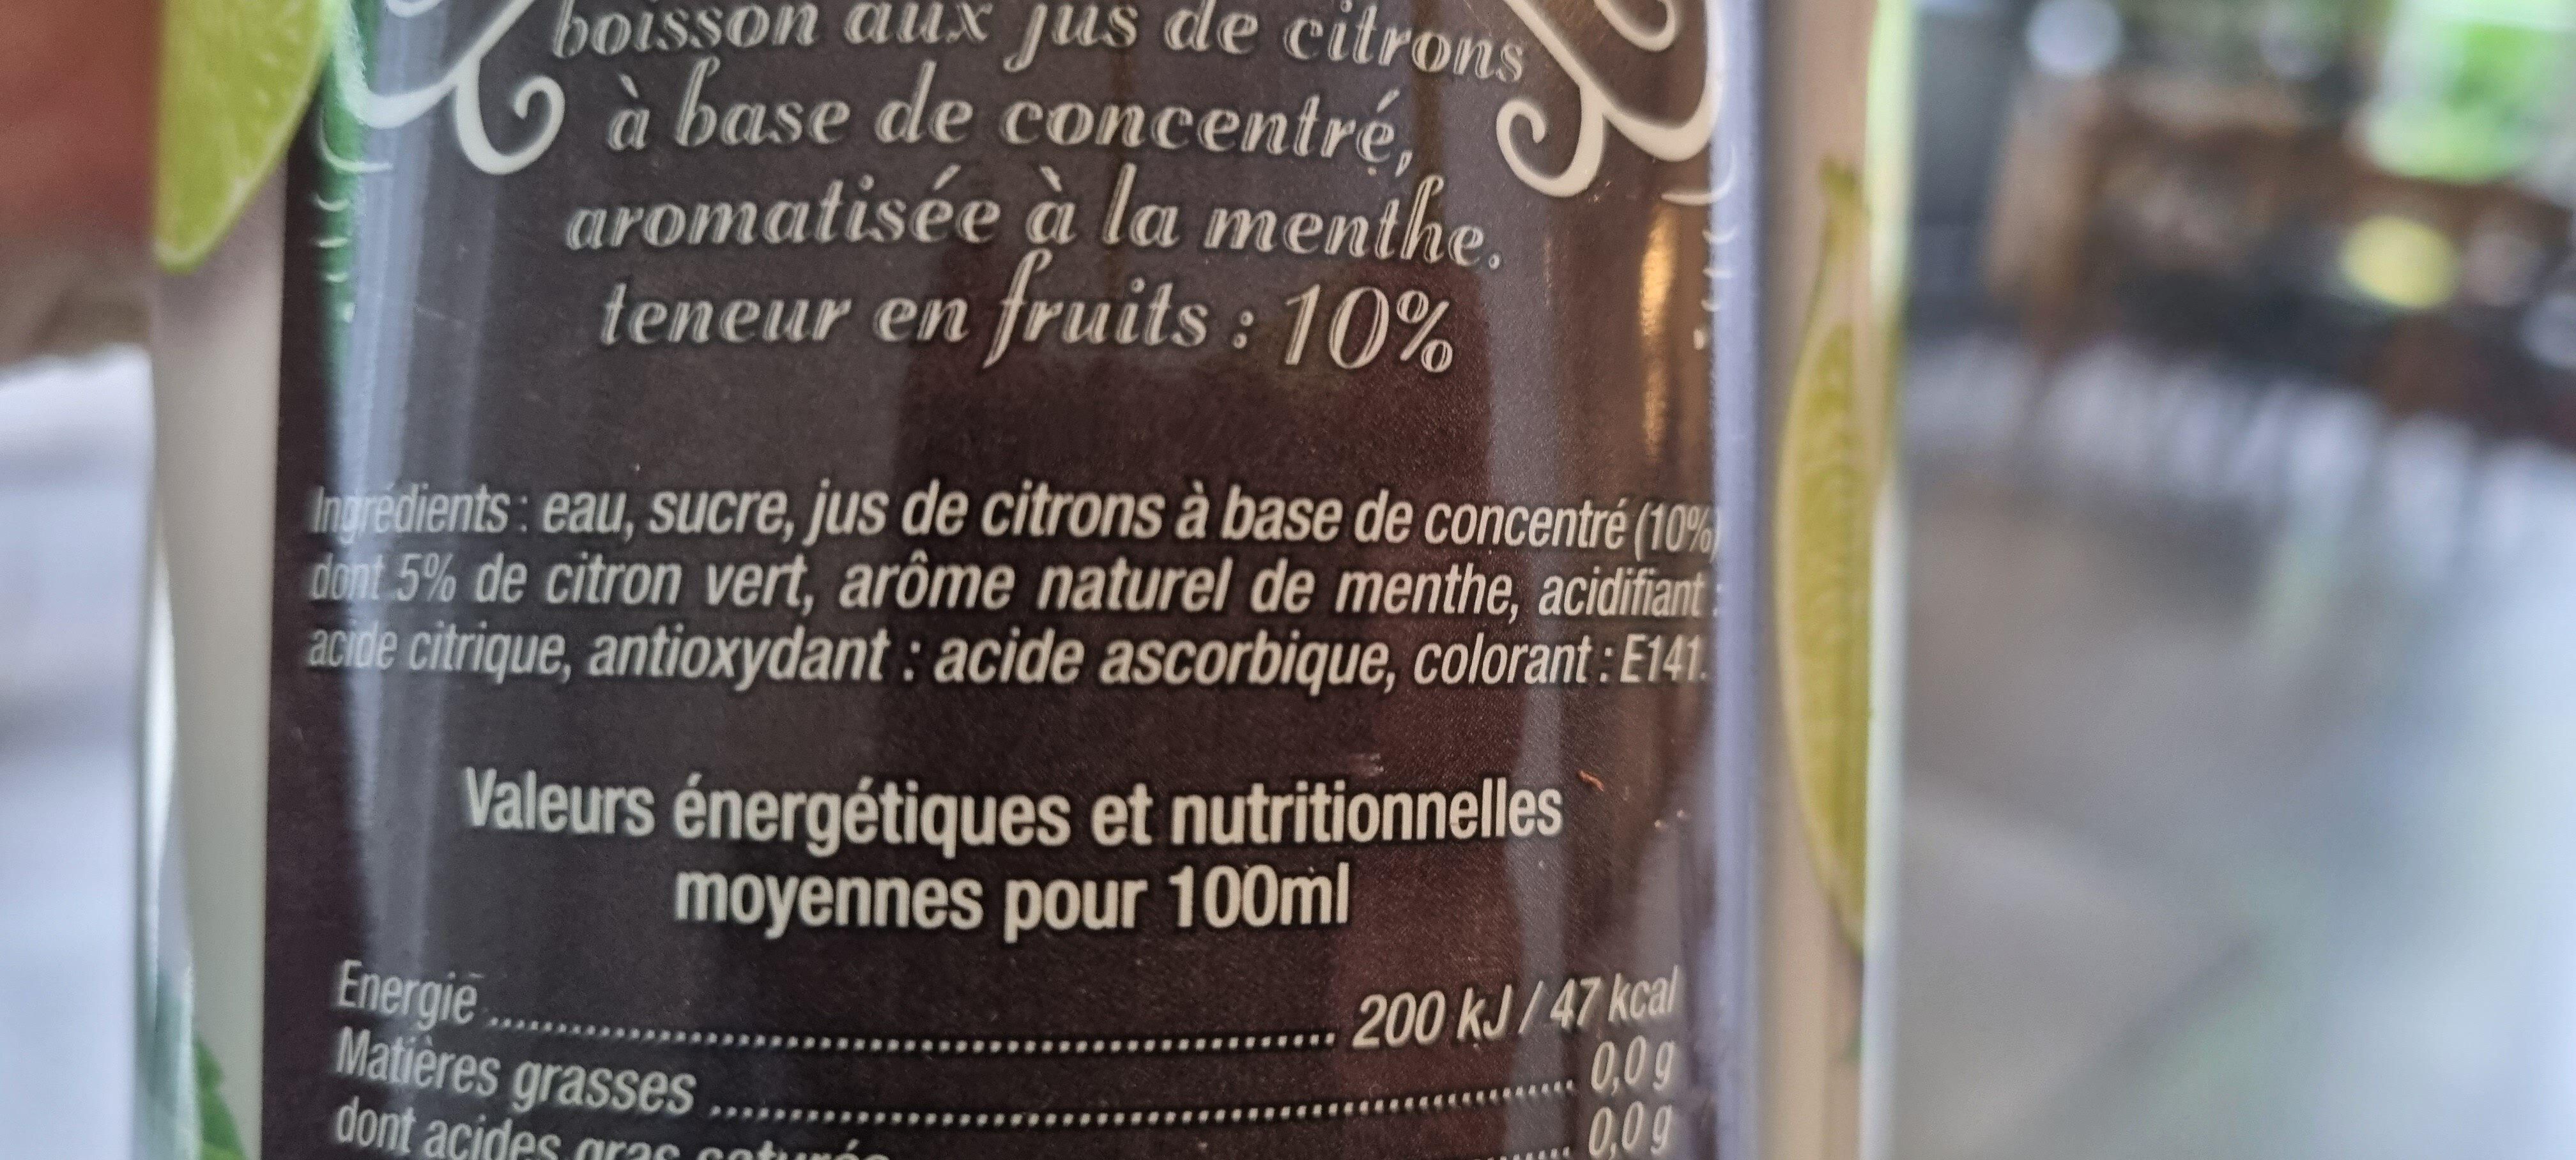 boisson aux jus de citrons
à base de concentré,
aromatisée à la menthe.
teneur en fruits : 10%
Ingrédients : eau, sucre, jus de citrons à base de concentré (10%)
dont 5% de citron vert, arôme naturel de menthe, acidifiant :
acide citrique, antioxydant : acide ascorbique, colorant : E141.
Valeurs énergétiques et nutritionnelles
moyennes pour 100ml
Energie ........ 200 kJ / 47 kcal
Matières grasses ........ 0,0 g
dont acides gras saturés ........ 0,0 g